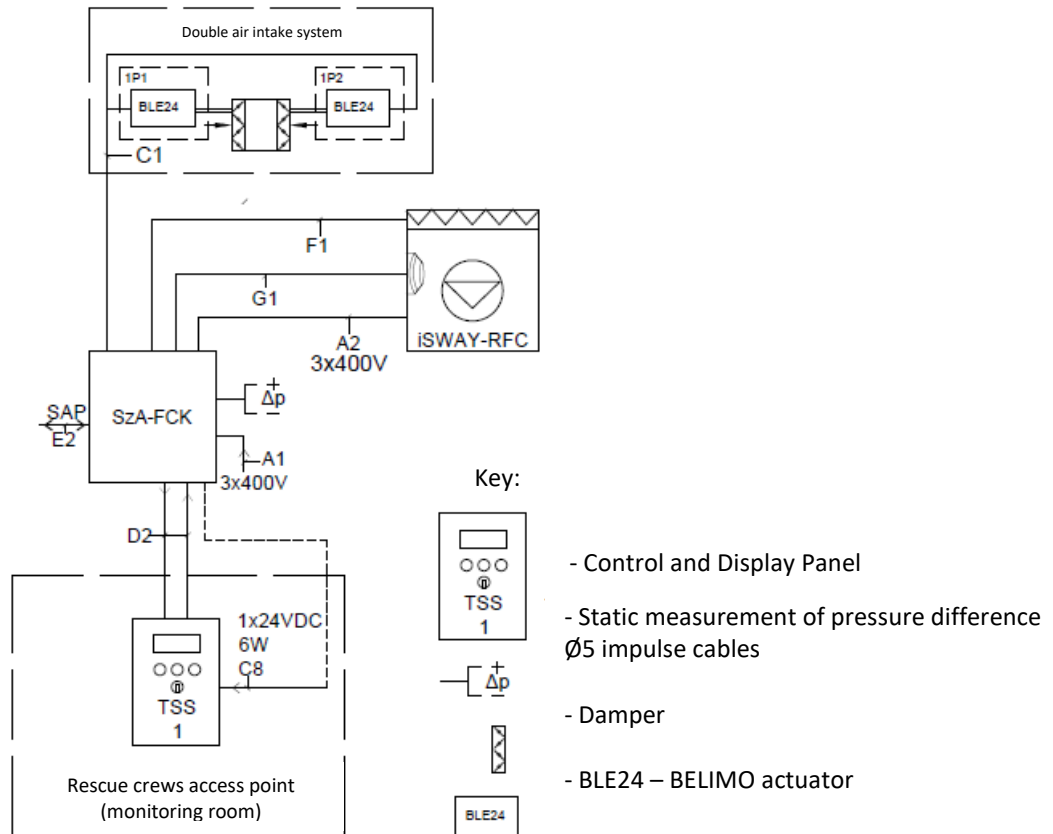 Double air intake system
1P1
1P2
BLE24
BLE24
C1
F1
G1
A2
3x400V
iSWAY-RFC
SzA-FCK
+
Δp
-
SAP
E2
A1
3x400V
D2
1x24VDC
6W
C8
TSS
1
Rescue crews access point
(monitoring room)
Key:
TSS
1
- Control and Display Panel
- Static measurement of pressure difference
Ø5 impulse cables
+
Δp
-
- Damper
- BLE24 – BELIMO actuator
BLE24